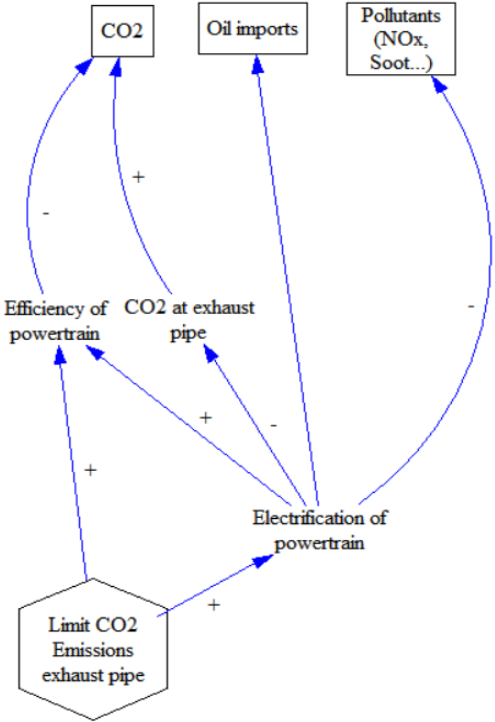 CO2
Oil imports
Pollutants
(NOx,
Soot...)
+
-
Efficiency of
powertrain
CO2 at exhaust
pipe
-
+
-
+
Electrification of
powertrain
+
Limit CO2
Emissions
exhaust pipe